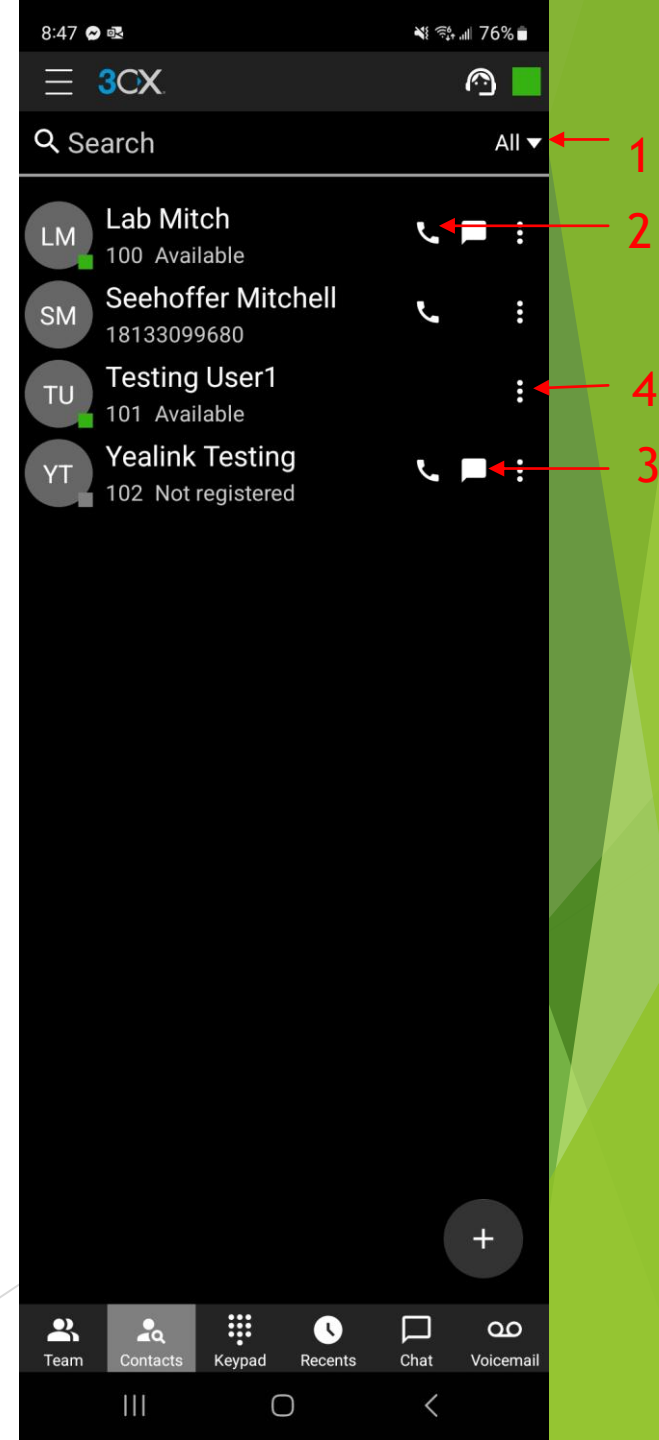 8:47 76%
3CX
Search All
1
LM Lab Mitch
100 Available
2
SM Seehoffer Mitchell
18133099680
TU Testing User1
101 Available
4
YT Yealink Testing
102 Not registered
3
+
Team Contacts Keypad Recents Chat Voicemail